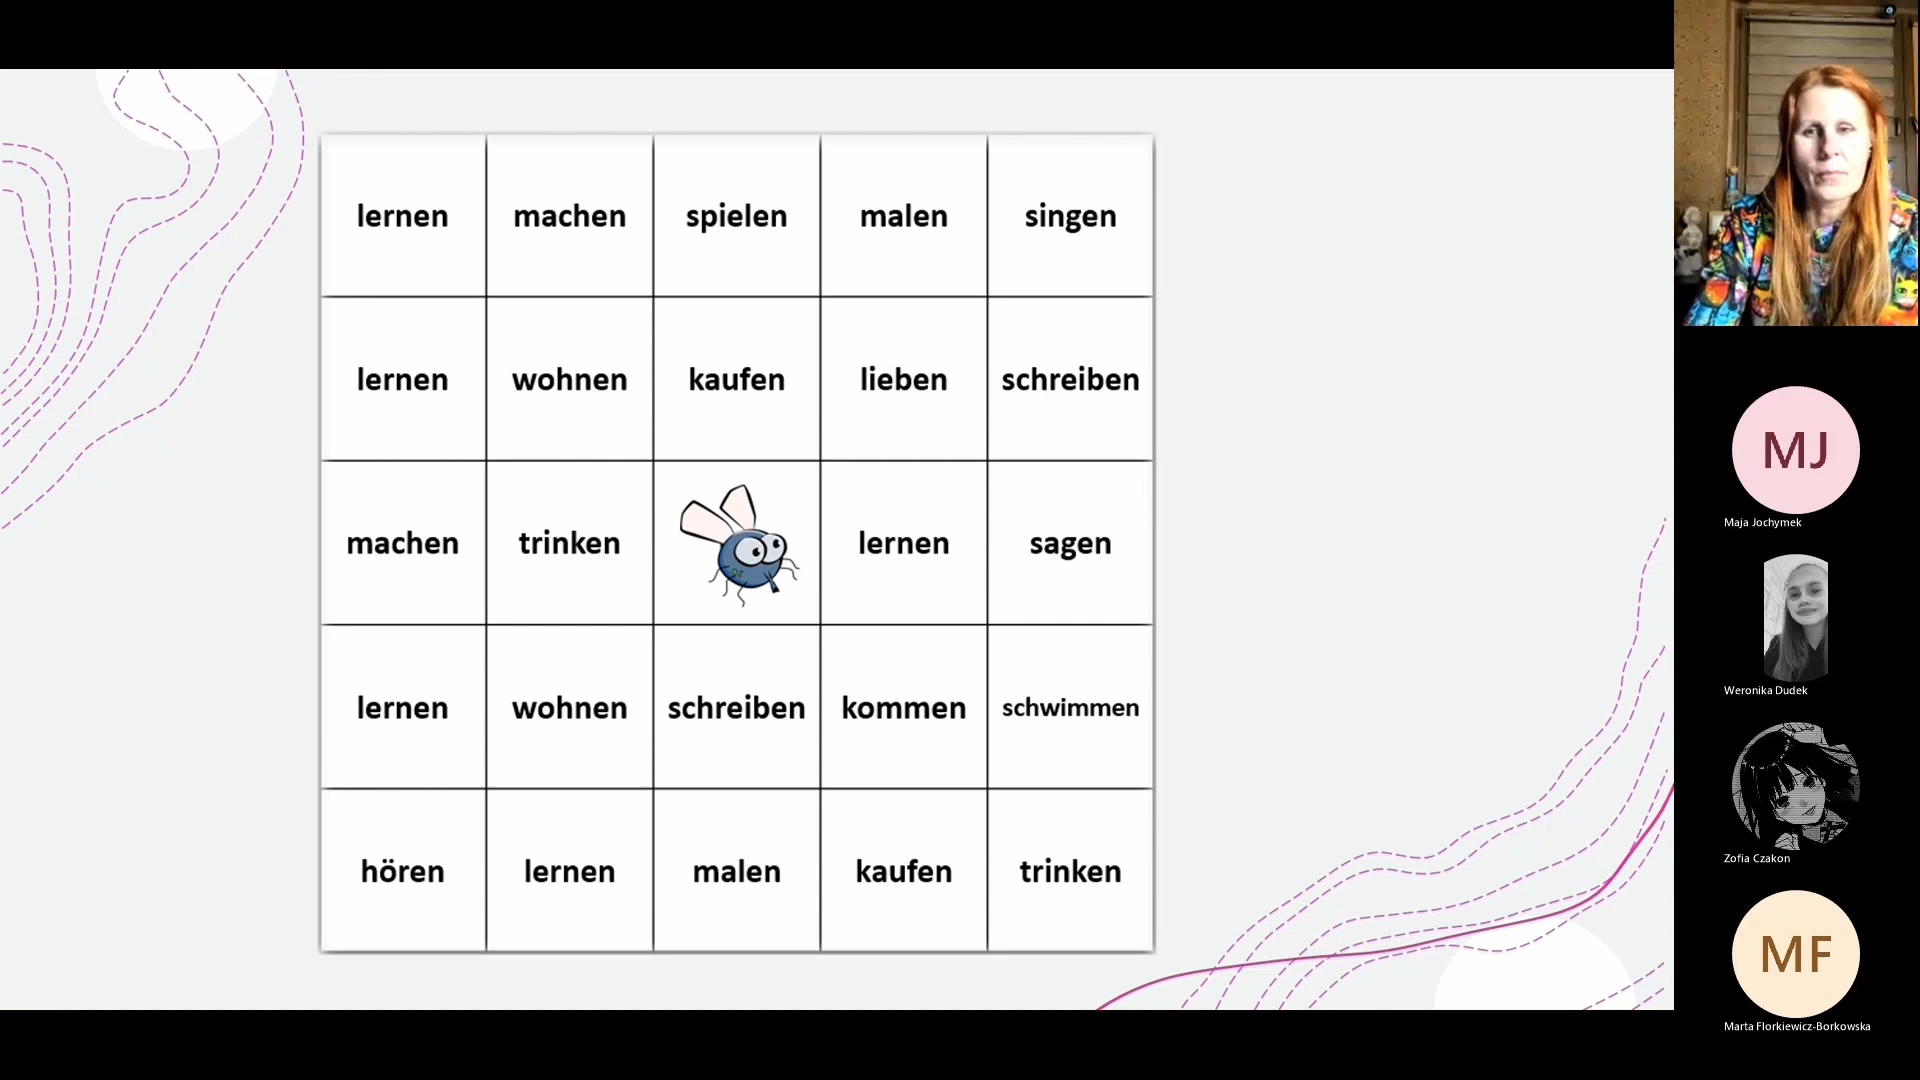 lernen machen spielen malen singen
lernen wohnen kaufen lieben schreiben
machen trinken lernen sagen
lernen wohnen schreiben kommen schwimmen
hören lernen malen kaufen trinken
MJ
Maja Jochymek
Weronika Dudek
Zofia Czakon
MF
Marta Florkiewicz-Borkowska